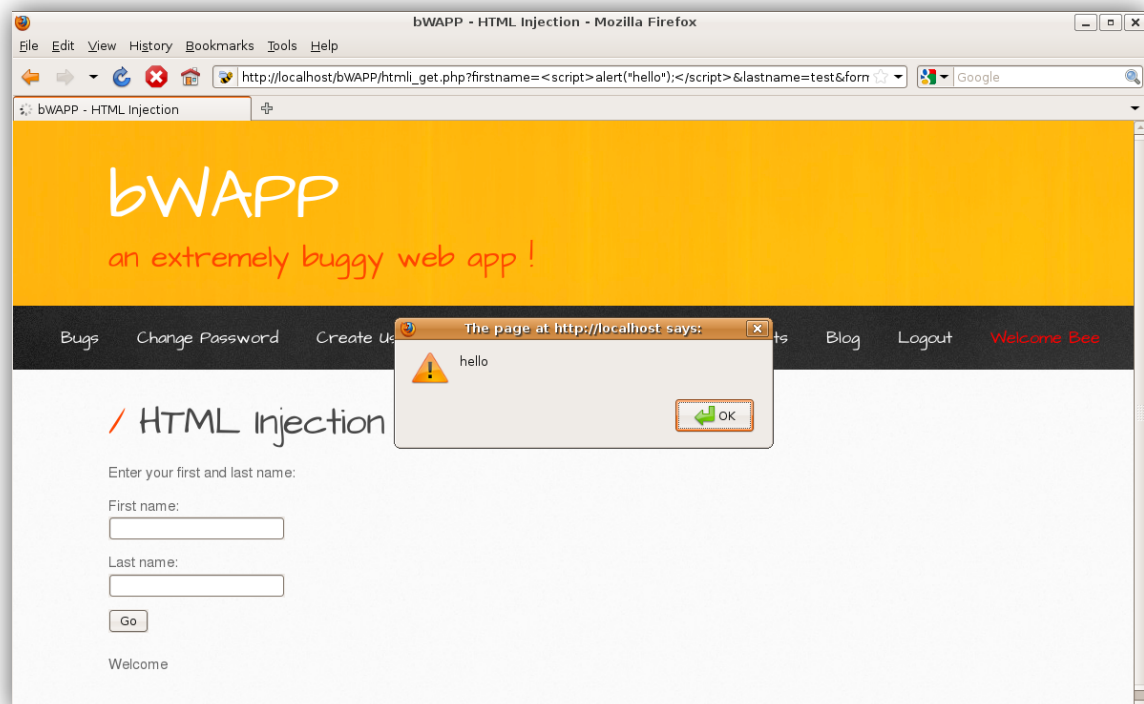 bWAPP - HTML Injection - Mozilla Firefox
File Edit View History Bookmarks Tools Help
http://localhost/bWAPP/htmli_get.php?firstname=<script>alert("hello");</script>&lastname=test&form
Google
bWAPP - HTML Injection
bWAPP
an extremely buggy web app !
Bugs Change Password Create Us ts Blog Logout Welcome Bee
The page at http://localhost says:
hello
OK
/ HTML Injection
Enter your first and last name:
First name:
Last name:
Go
Welcome